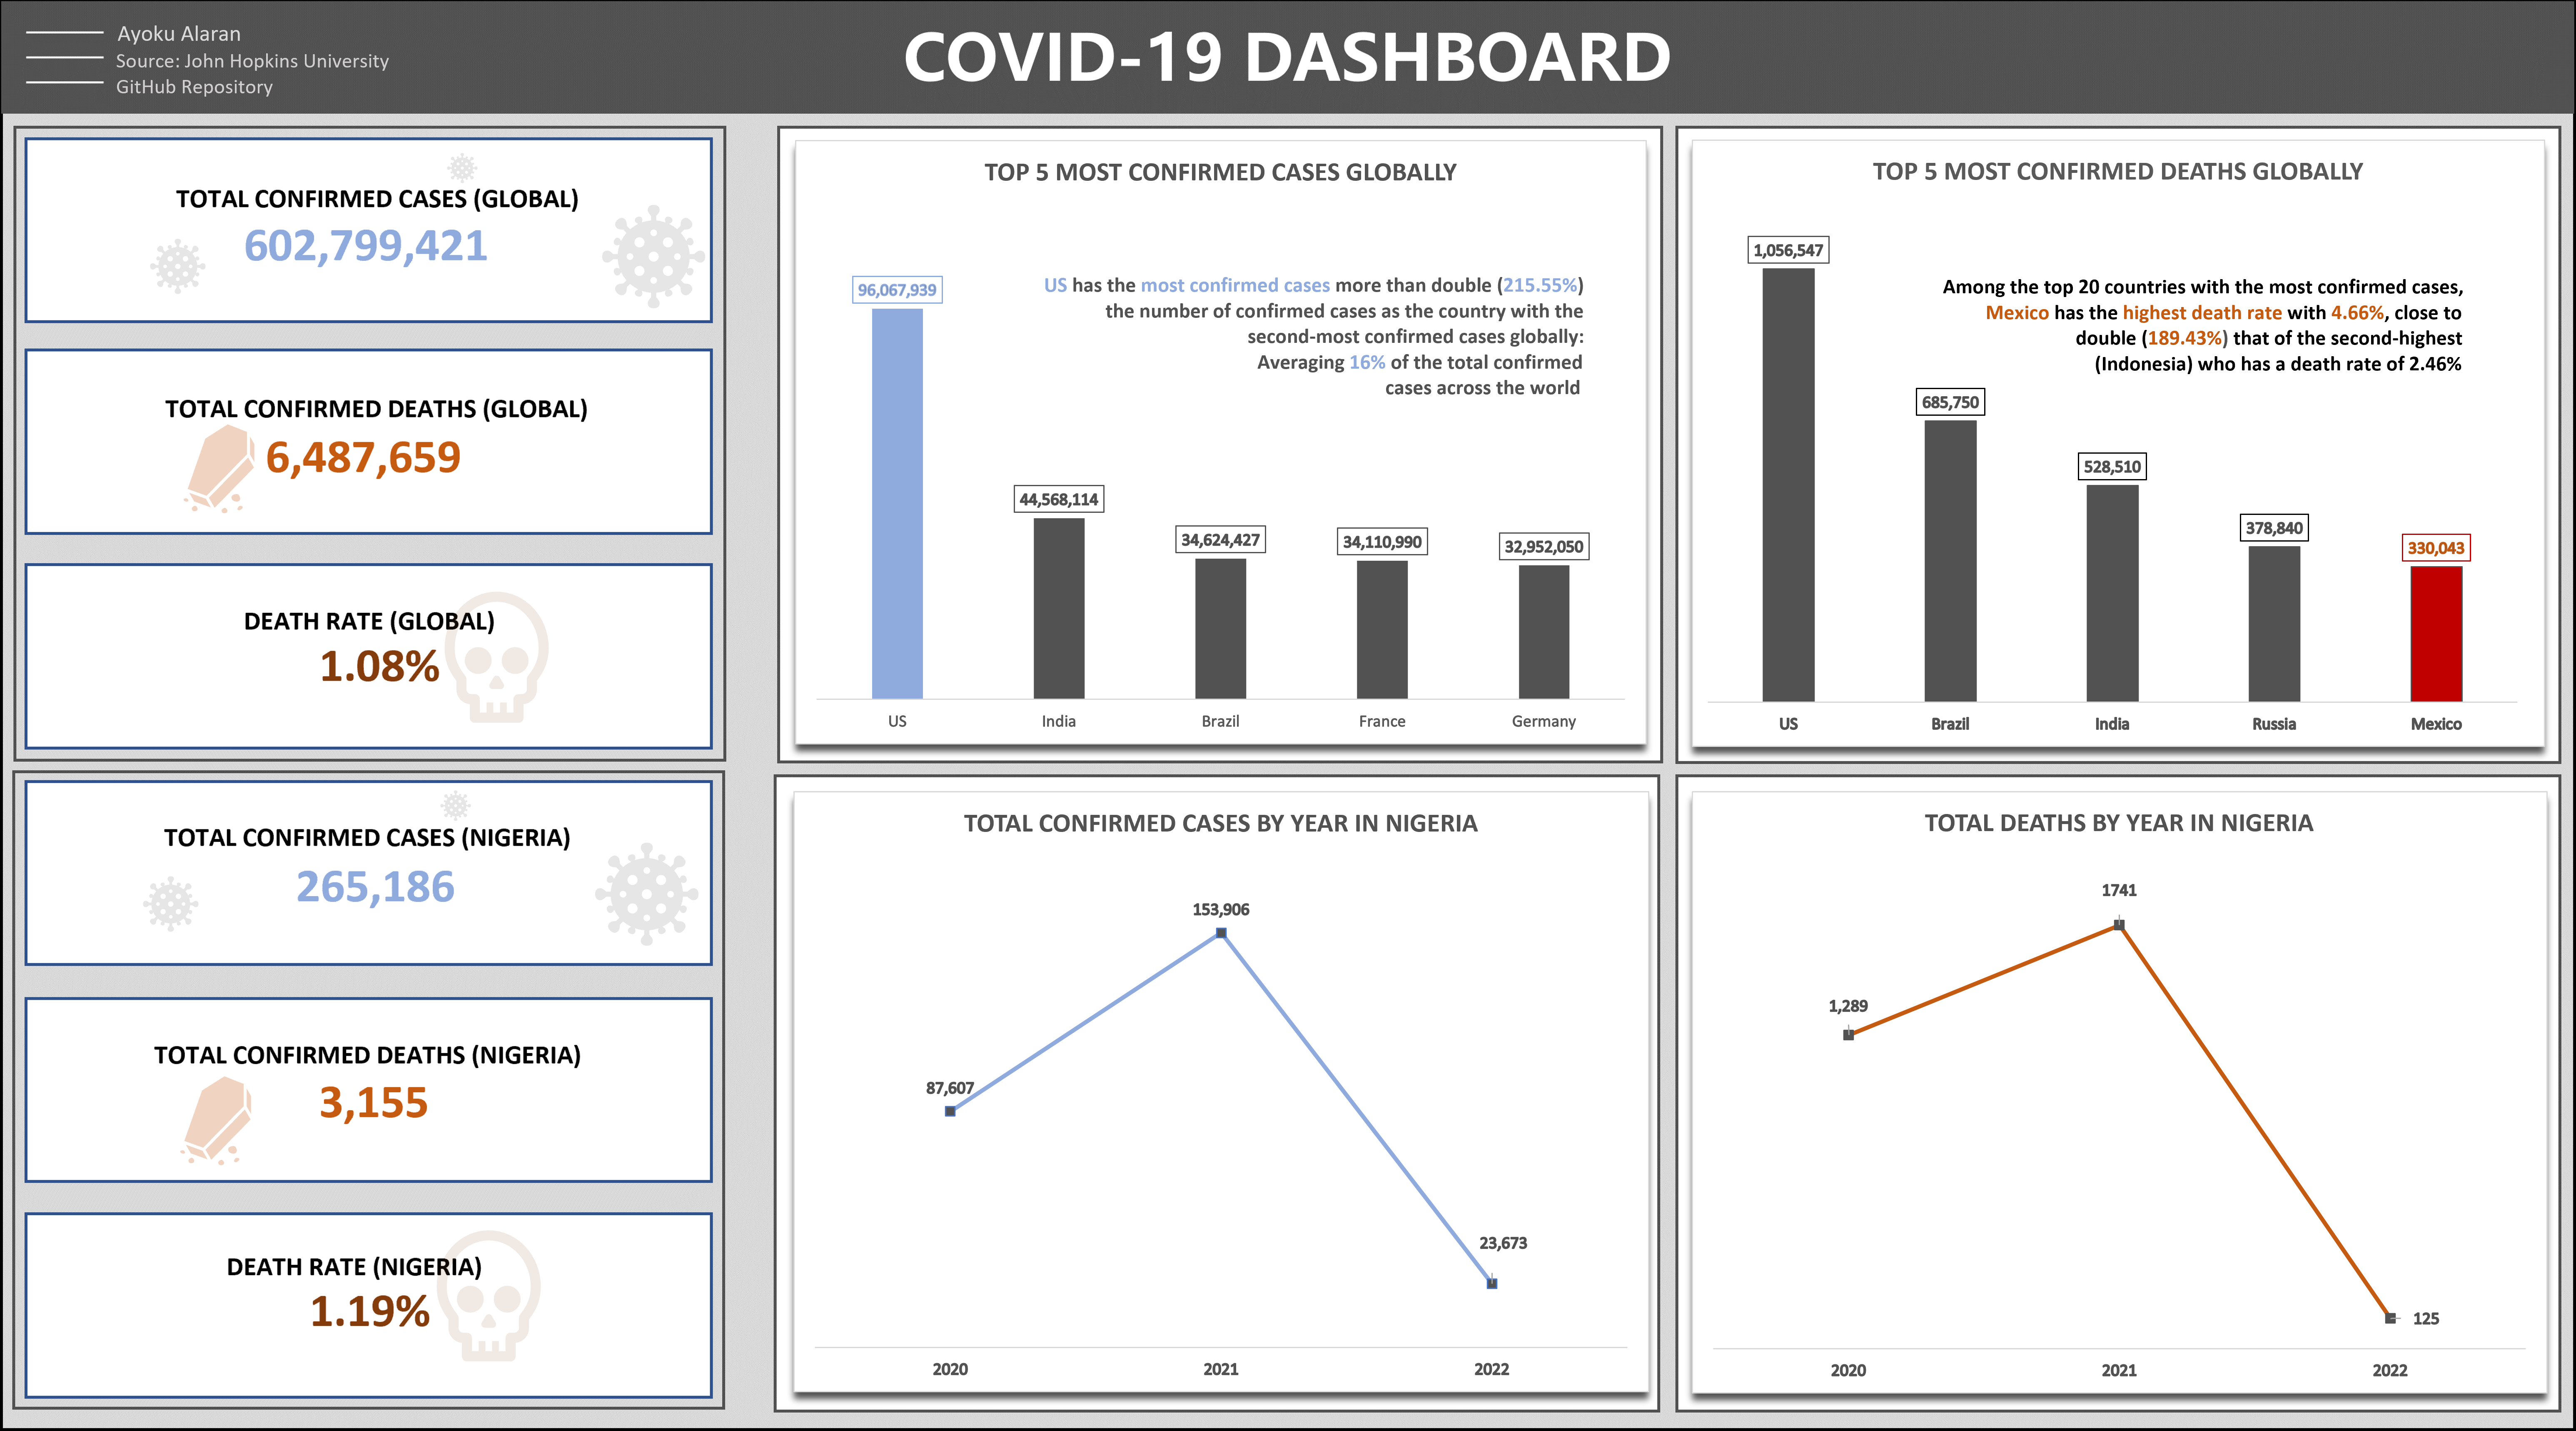 Ayoku Alaran
Source: John Hopkins University
GitHub Repository
COVID-19 DASHBOARD
TOTAL CONFIRMED CASES (GLOBAL)
602,799,421
TOTAL CONFIRMED DEATHS (GLOBAL)
6,487,659
DEATH RATE (GLOBAL)
1.08%
TOP 5 MOST CONFIRMED CASES GLOBALLY
US has the most confirmed cases more than double (215.55%)
the number of confirmed cases as the country with the
second-most confirmed cases globally:
Averaging 16% of the total confirmed
cases across the world
96,067,939
44,568,114
34,624,427
34,110,990
32,952,050
US
India
Brazil
France
Germany
TOP 5 MOST CONFIRMED DEATHS GLOBALLY
Among the top 20 countries with the most confirmed cases,
Mexico has the highest death rate with 4.66%, close to
double (189.43%) that of the second-highest
(Indonesia) who has a death rate of 2.46%
1,056,547
685,750
528,510
378,840
330,043
US
Brazil
India
Russia
Mexico
TOTAL CONFIRMED CASES (NIGERIA)
265,186
TOTAL CONFIRMED DEATHS (NIGERIA)
3,155
DEATH RATE (NIGERIA)
1.19%
TOTAL CONFIRMED CASES BY YEAR IN NIGERIA
87,607
153,906
23,673
2020
2021
2022
TOTAL DEATHS BY YEAR IN NIGERIA
1,289
1741
125
2020
2021
2022